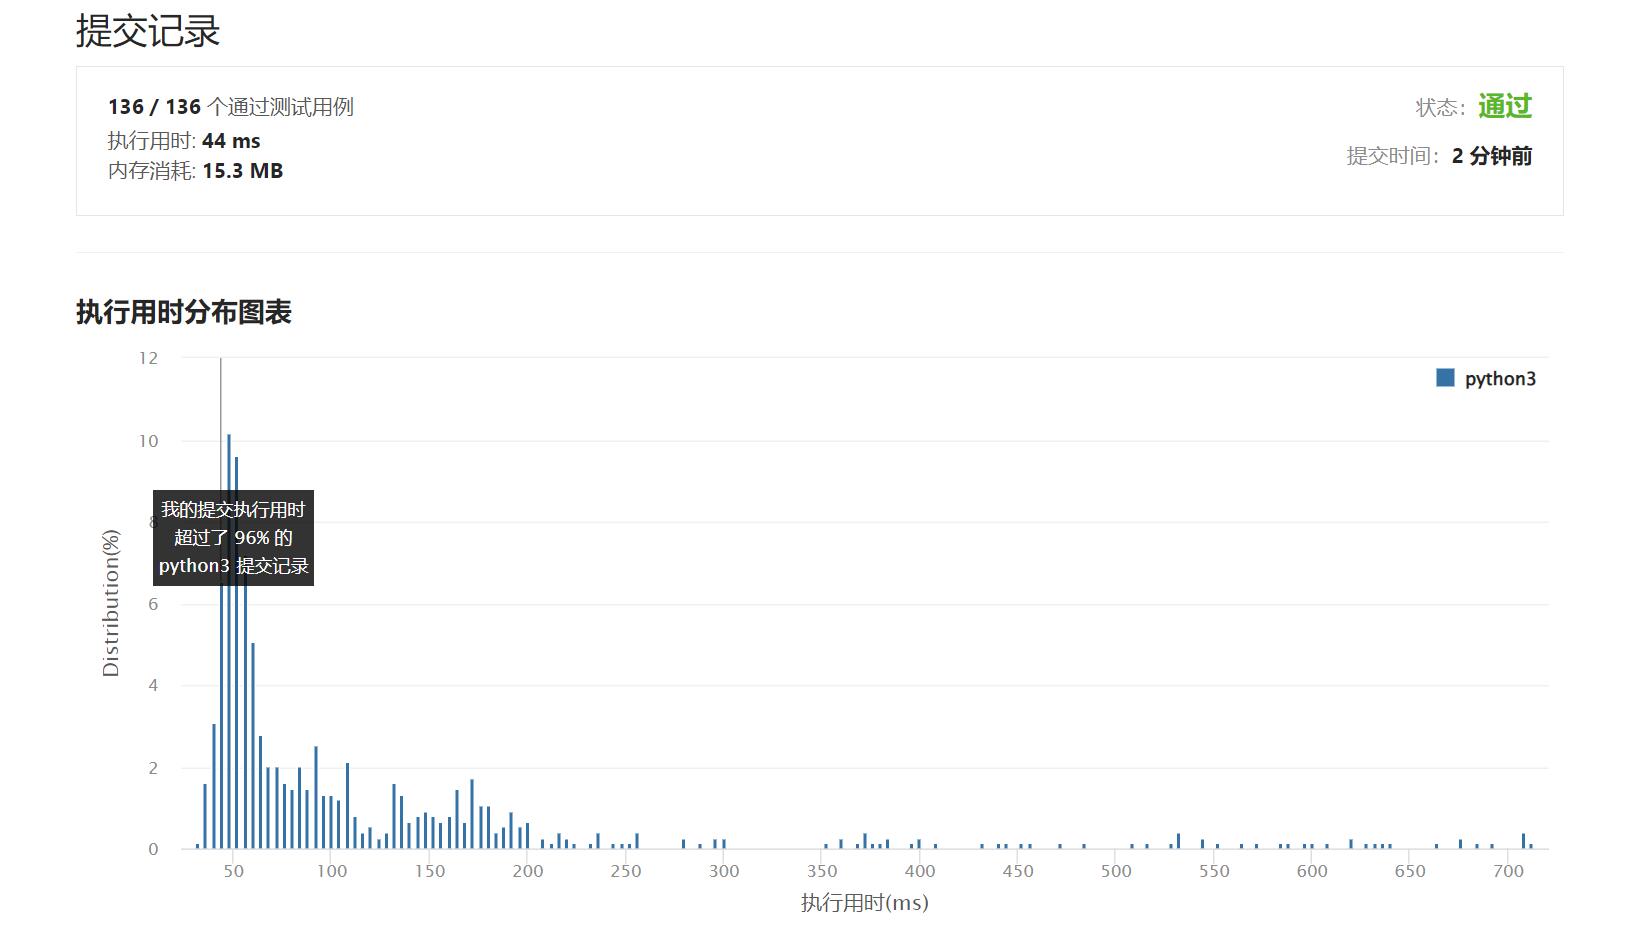 提交记录
136 / 136 个通过测试用例
状态： 通过
执行用时: 44 ms
提交时间： 2 分钟前
内存消耗: 15.3 MB
执行用时分布图表
12
python3
10
我的提交执行用时
8
超过了 96% 的
python3 提交记录
Distribution(%)
6
4
2
0
50 100 150 200 250 300 350 400 450 500 550 600 650 700
执行用时(ms)